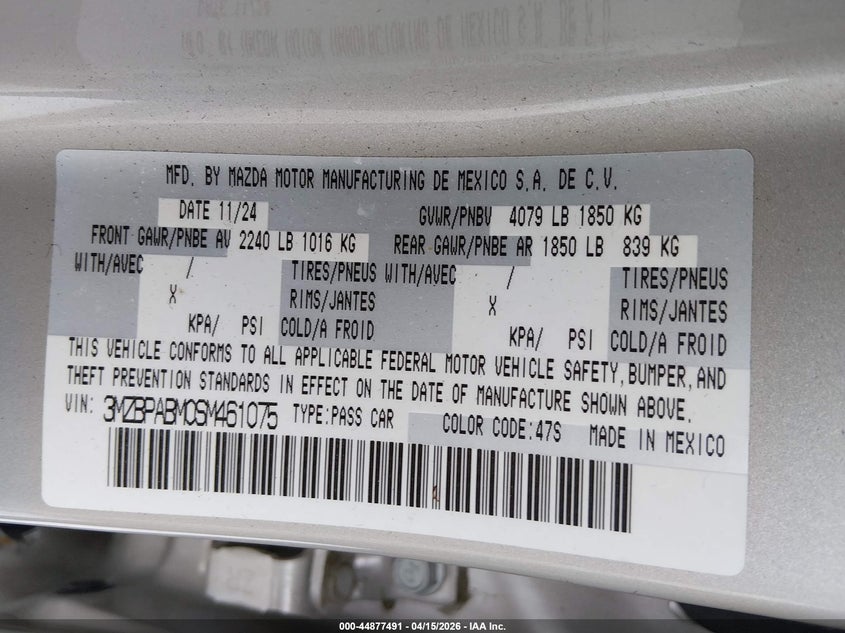 MFD. BY MAZDA MOTOR MANUFACTURING DE MEXICO S.A. DE C.V.
DATE 11/24 GVWR/PNBV 4079 LB 1850 KG
FRONT GAWR/PNBE AV 2240 LB 1016 KG REAR GAWR/PNBE AR 1850 LB 839 KG
WITH/AVEC / TIRES/PNEUS WITH/AVEC / TIRES/PNEUS
X RIMS/JANTES X RIMS/JANTES
KPA/ PSI COLD/A FROID KPA/ PSI COLD/A FROID
THIS VEHICLE CONFORMS TO ALL APPLICABLE FEDERAL MOTOR VEHICLE SAFETY, BUMPER, AND
THEFT PREVENTION STANDARDS IN EFFECT ON THE DATE OF MANUFACTURE SHOWN ABOVE.
VIN: 3MZBPABM0SM461075 TYPE:PASS CAR COLOR CODE:47S MADE IN MEXICO
000-44877491 - 04/15/2026 - IAA Inc.